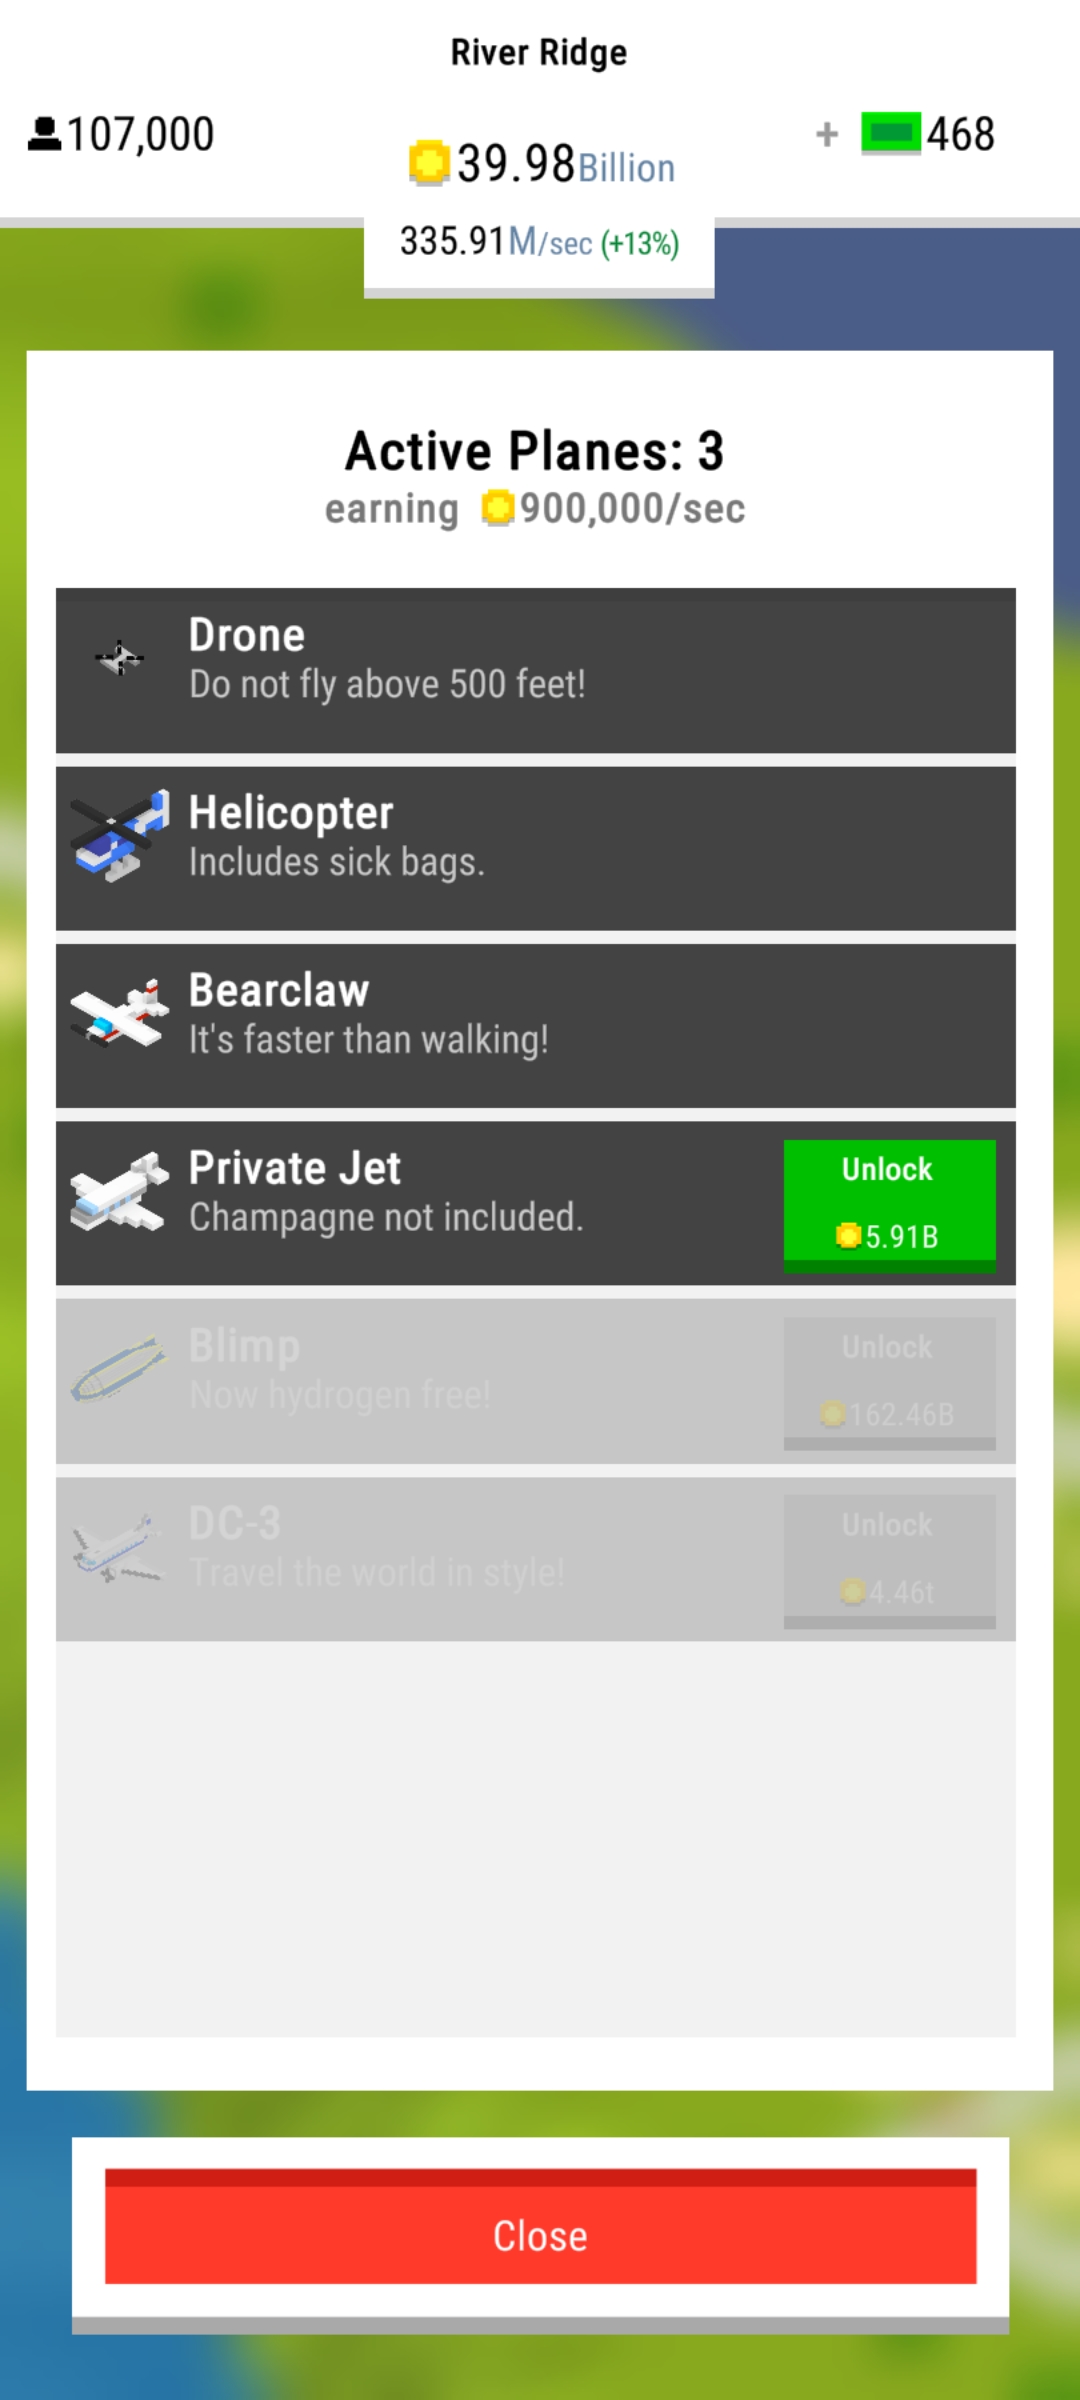 River Ridge
107,000
39.98Billion
+ 468
335.91M/sec (+13%)
Active Planes: 3
earning 900,000/sec
Drone
Do not fly above 500 feet!
Helicopter
Includes sick bags.
Bearclaw
It's faster than walking!
Private Jet
Champagne not included.
Unlock
5.91B
Blimp
Now hydrogen free!
Unlock
162.46B
DC-3
Travel the world in style!
Unlock
4.46t
Close